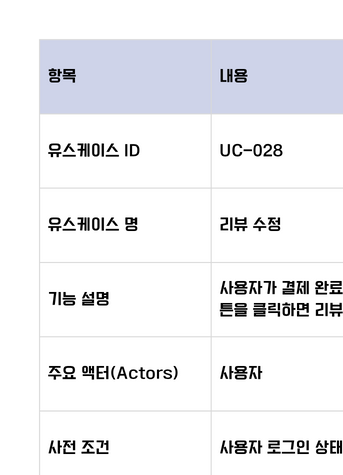 항목 내용
유스케이스 ID UC-028
유스케이스 명 리뷰 수정
기능 설명 사용자가 결제 완료
튼을 클릭하면 리뷰
주요 액터(Actors) 사용자
사전 조건 사용자 로그인 상태